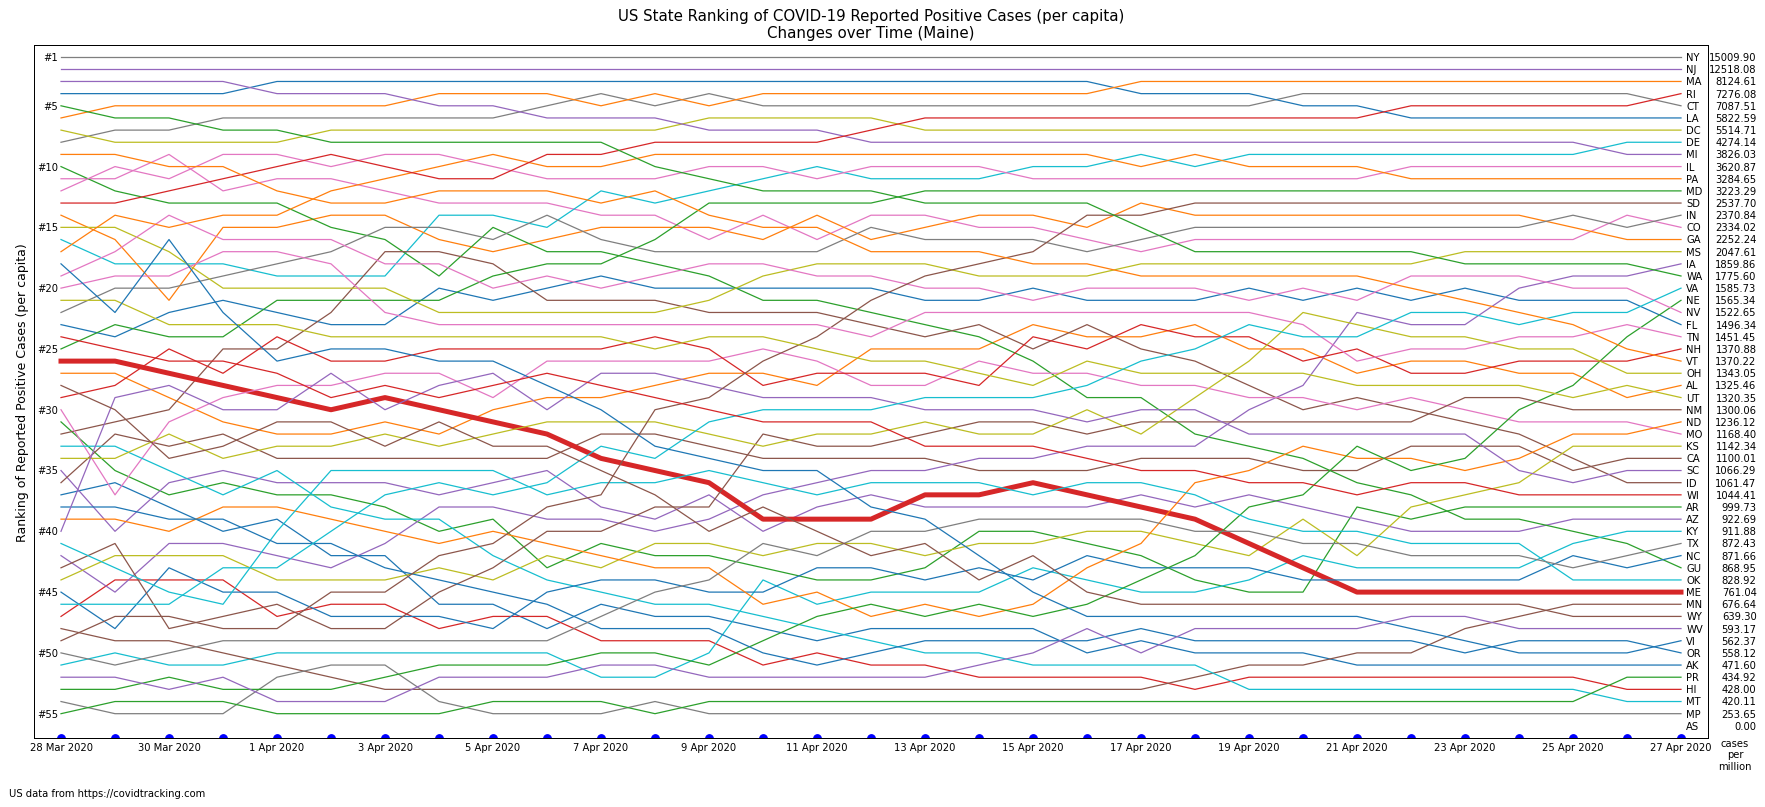 US State Ranking of COVID-19 Reported Positive Cases (per capita)
Changes over Time (Maine)
Ranking of Reported Positive Cases (per capita)
#1
#5
#10
#15
#20
#25
#30
#35
#40
#45
#50
#55
NY 15009.90
NJ 12518.08
MA 8124.61
RI 7276.08
CT 7087.51
LA 5822.59
DC 5514.71
DE 4274.14
MI 3826.03
IL 3620.87
PA 3284.65
MD 3223.29
SD 2537.70
IN 2370.84
CO 2334.02
GA 2252.24
MS 2047.61
IA 1859.86
WA 1775.60
VA 1585.73
NE 1565.34
NV 1522.65
FL 1496.34
TN 1451.45
NH 1370.88
VT 1370.22
OH 1343.05
AL 1325.46
UT 1320.35
NM 1300.06
ND 1236.12
MO 1168.40
KS 1142.34
CA 1100.01
SC 1066.29
ID 1061.47
WI 1044.41
AR 999.73
AZ 922.69
KY 911.88
TX 872.43
NC 871.66
GU 868.95
OK 828.92
ME 761.04
MN 676.64
WY 639.30
WV 593.17
VI 562.37
OR 558.12
AK 471.60
PR 434.92
HI 428.00
MT 420.11
MP 253.65
AS 0.00
28 Mar 2020 30 Mar 2020 1 Apr 2020 3 Apr 2020 5 Apr 2020 7 Apr 2020 9 Apr 2020 11 Apr 2020 13 Apr 2020 15 Apr 2020 17 Apr 2020 19 Apr 2020 21 Apr 2020 23 Apr 2020 25 Apr 2020 27 Apr 2020
cases
per
million
US data from https://covidtracking.com